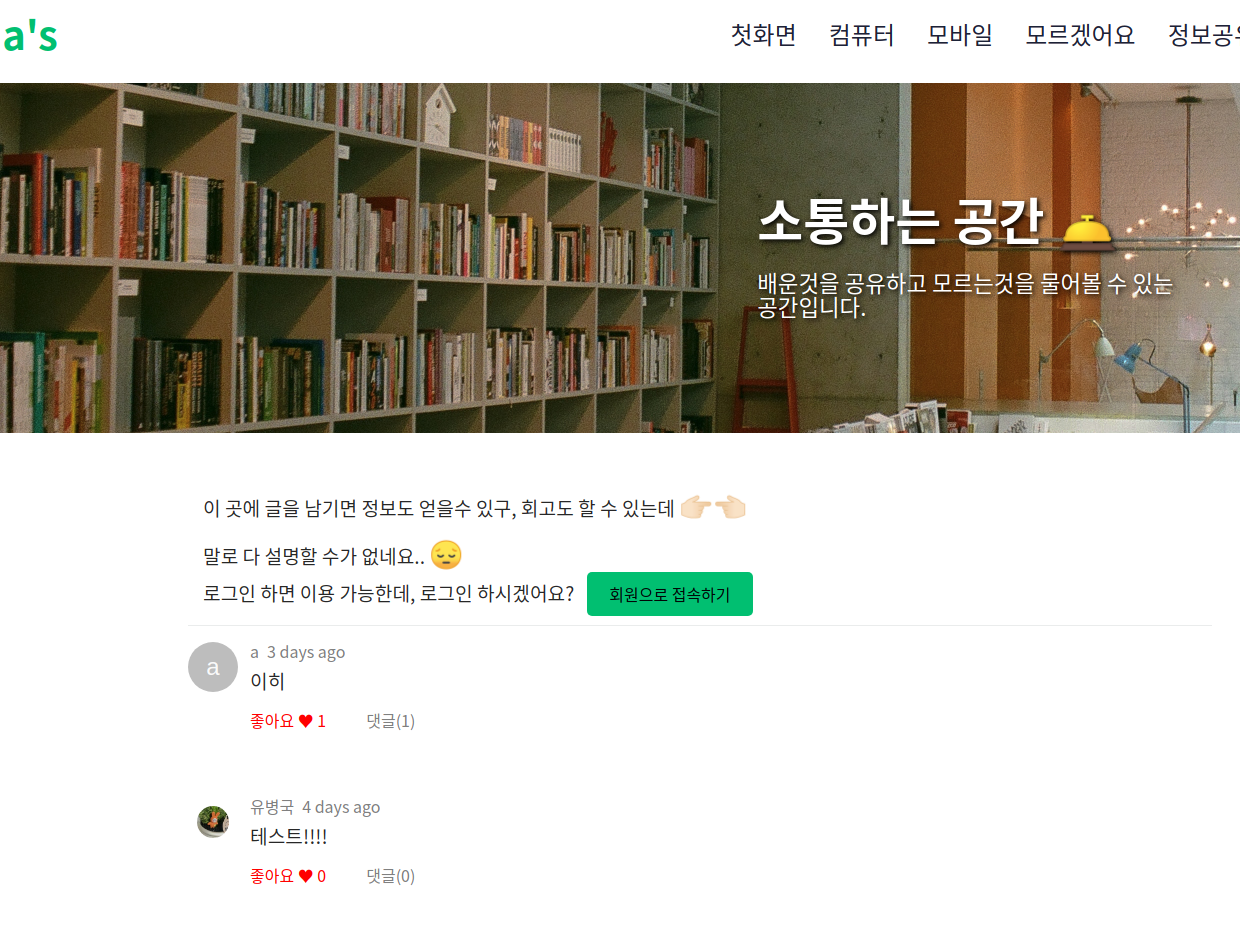 a's
첫화면 컴퓨터 모바일 모르겠어요 정보공
소통하는 공간 🛎️
배운것을 공유하고 모르는것을 물어볼 수 있는
공간입니다.
이 곳에 글을 남기면 정보도 얻을수 있구, 회고도 할 수 있는데 👉🏻👈🏻
말로 다 설명할 수가 없네요.. 😔
로그인 하면 이용 가능한데, 로그인 하시겠어요? 회원으로 접속하기
a
a 3 days ago
이히
좋아요 ♥ 1 댓글(1)
유병국 4 days ago
테스트!!!!
좋아요 ♥ 0 댓글(0)